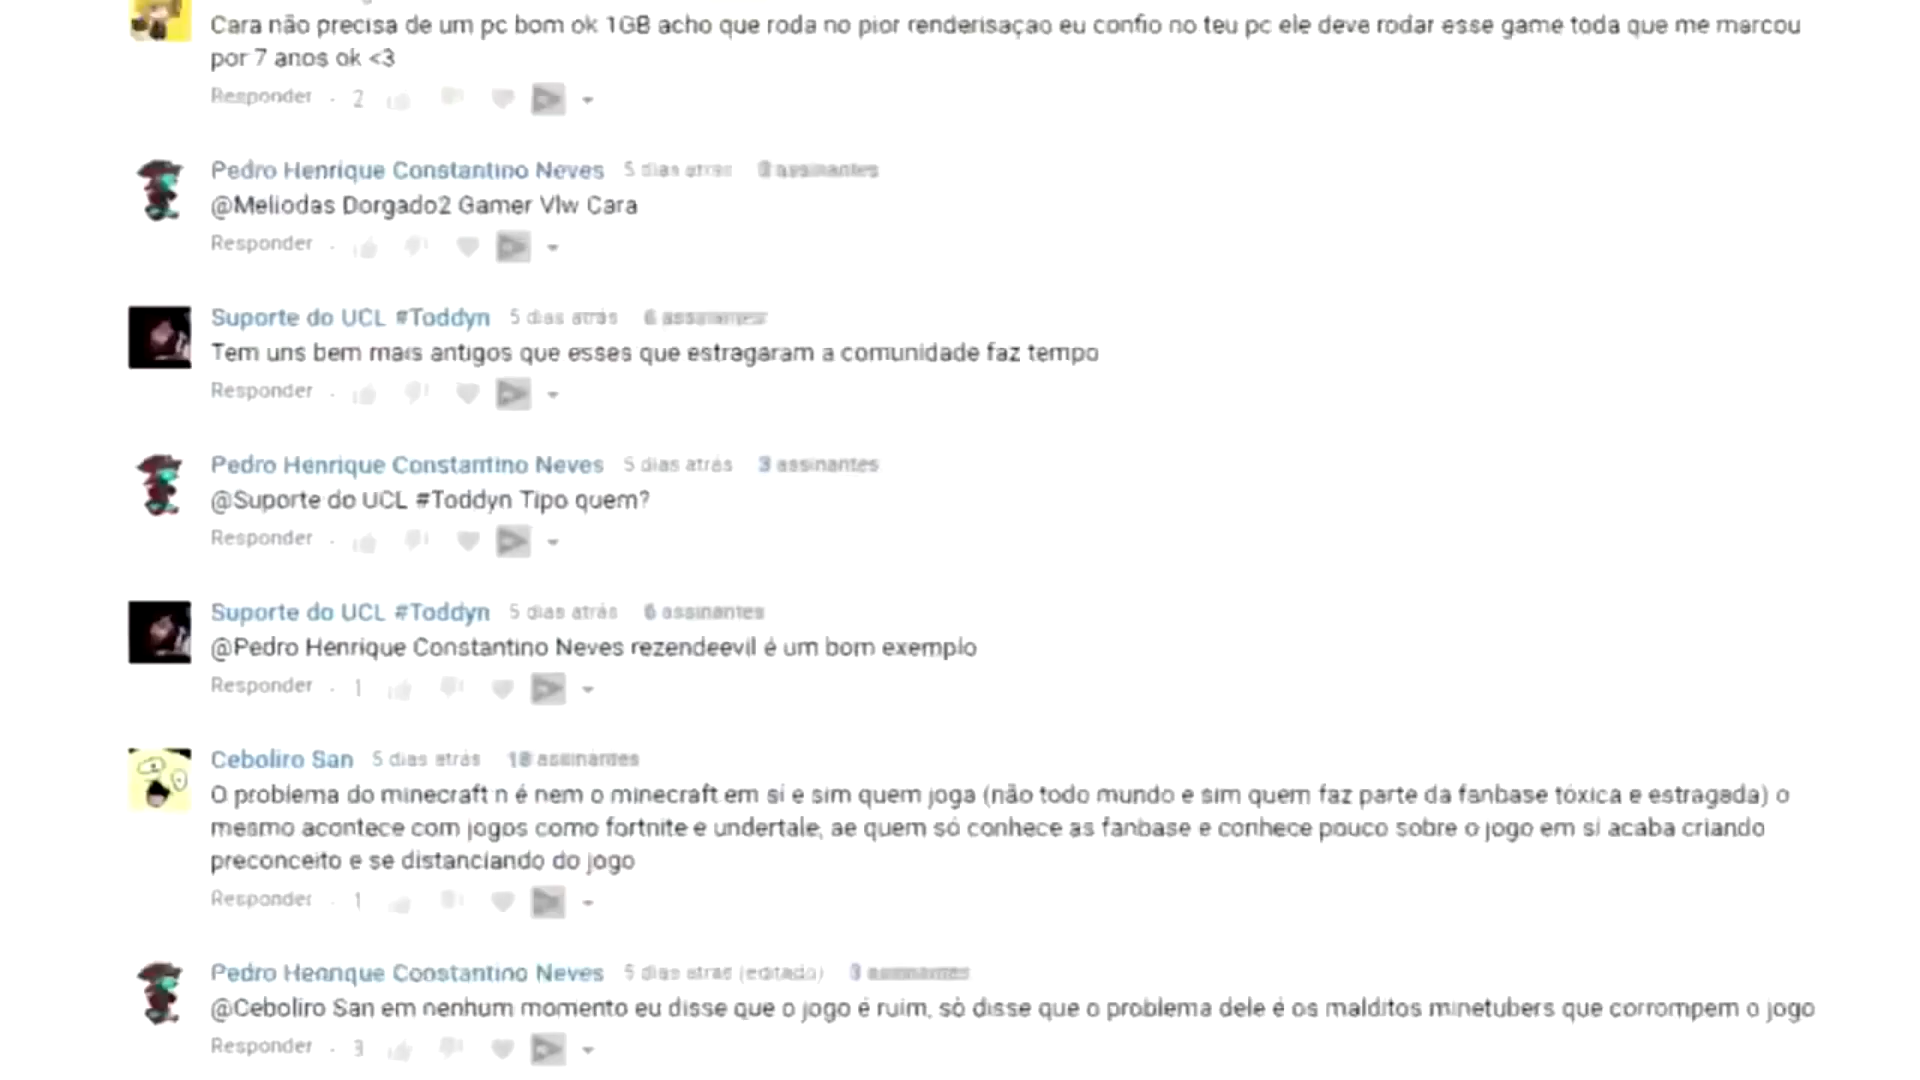 Cara não precisa de um pc bom ok 1GB acho que roda no pior renderisaçao eu confio no teu pc ele deve rodar esse game toda que me marcou
por 7 anos ok <3
Responder · 2
Pedro Henrique Constantino Neves 5 dias atrás 3 assinantes
@Meliodas Dorgado2 Gamer Vlw Cara
Responder ·
Suporte do UCL #Toddyn 5 dias atrás 6 assinantes
Tem uns bem mais antigos que esses que estragaram a comunidade faz tempo
Responder ·
Pedro Henrique Constantino Neves 5 dias atrás 3 assinantes
@Suporte do UCL #Toddyn Tipo quem?
Responder ·
Suporte do UCL #Toddyn 5 dias atrás 6 assinantes
@Pedro Henrique Constantino Neves rezendeevil é um bom exemplo
Responder · 1
Ceboliro San 5 dias atrás 18 assinantes
O problema do minecraft n é nem o minecraft em si e sim quem joga (não todo mundo e sim quem faz parte da fanbase tóxica e estragada) o
mesmo acontece com jogos como fortnite e undertale, ae quem só conhece as fanbase e conhece pouco sobre o jogo em si acaba criando
preconceito e se distanciando do jogo
Responder · 1
Pedro Henrique Constantino Neves 5 dias atrás (editado) 3 assinantes
@Ceboliro San em nenhum momento eu disse que o jogo é ruim, só disse que o problema dele é os malditos minetubers que corrompem o jogo
Responder · 3